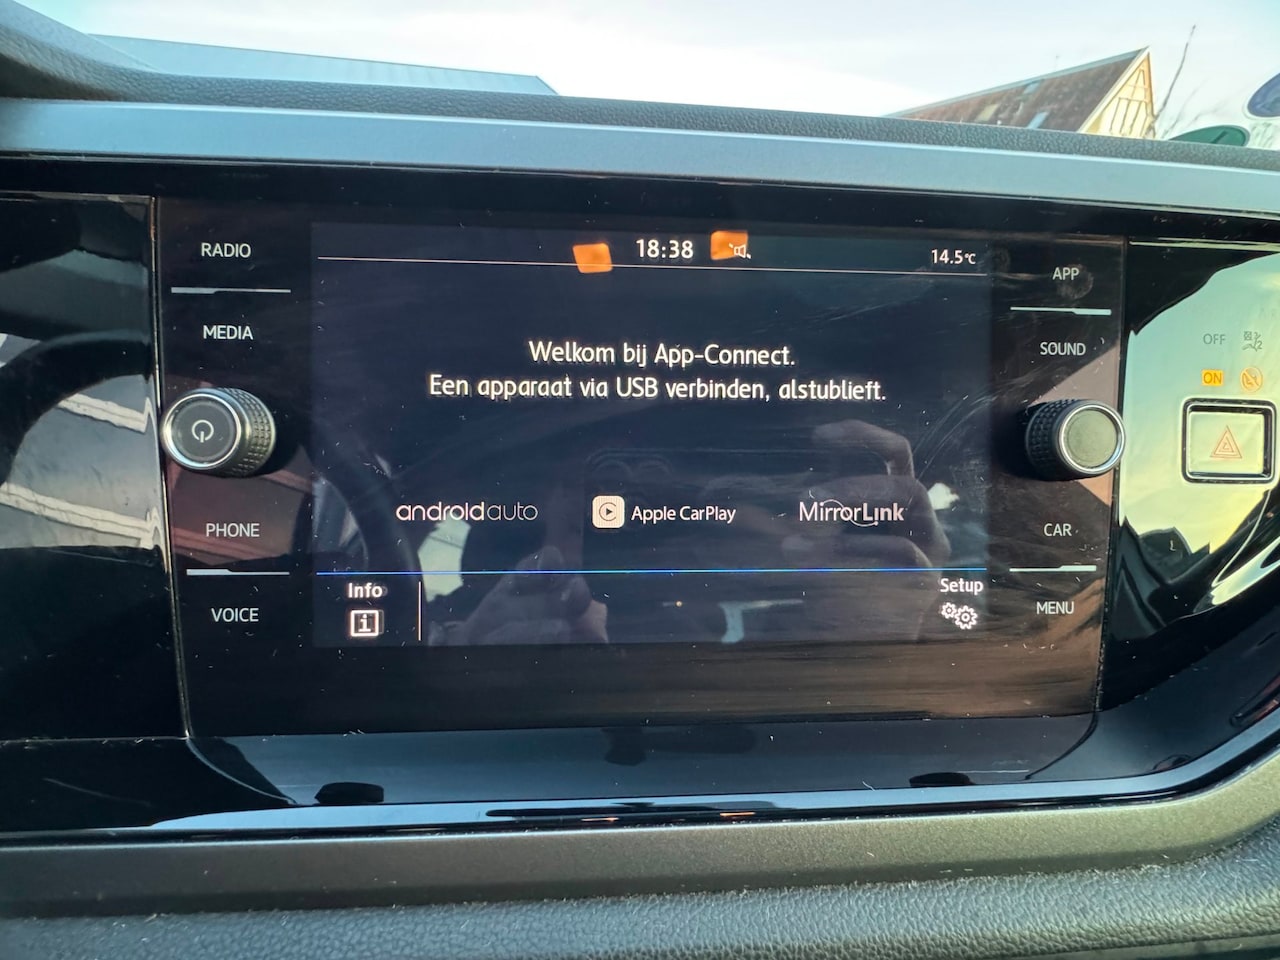 RADIO
MEDIA
PHONE
VOICE
18:38
14.5°C
Welkom bij App-Connect.
Een apparaat via USB verbinden, alstublieft.
androidauto
Apple CarPlay
MirrorLink
Info
i
Setup
APP
SOUND
CAR
MENU
OFF
ON